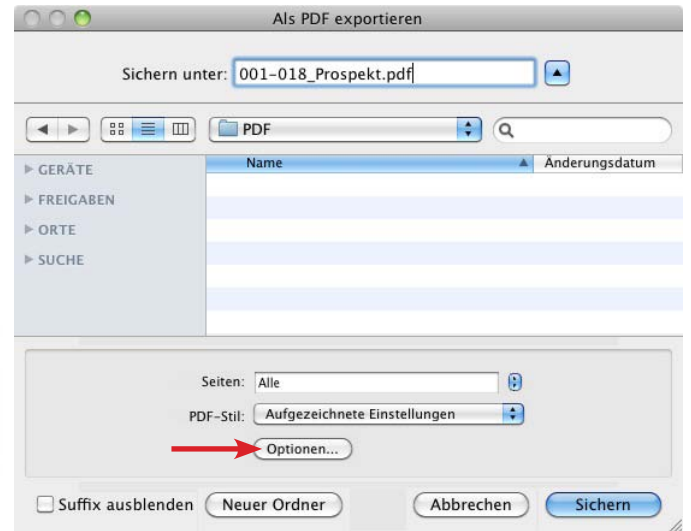 Als PDF exportieren
Sichern unter: 001-018_Prospekt.pdf
PDF
Name Änderungsdatum
GERÄTE
FREIGABEN
ORTE
SUCHE
Seiten: Alle
PDF-Stil: Aufgezeichnete Einstellungen
Optionen...
Suffix ausblenden Neuer Ordner Abbrechen Sichern